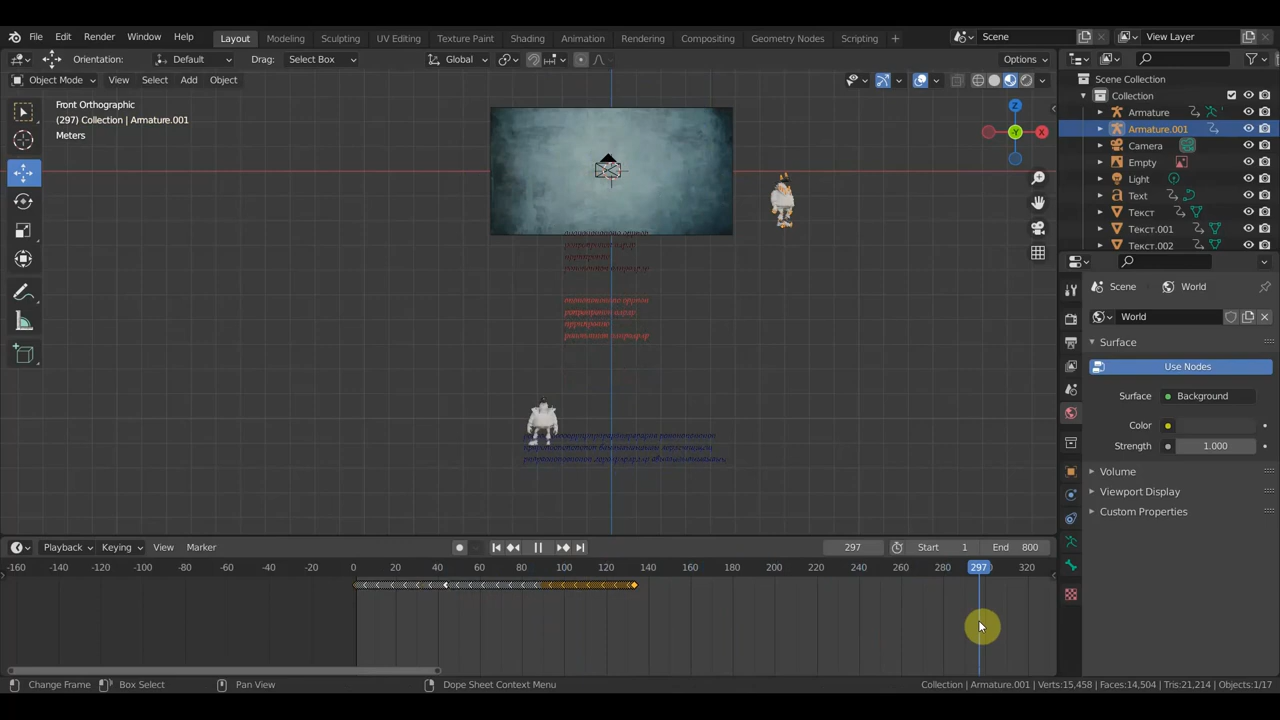 File Edit Render Window Help Layout Modeling Sculpting UV Editing Texture Paint Shading Animation Rendering Compositing Geometry Nodes Scripting + Scene View Layer
Orientation: Default Drag: Select Box Global Options
Object Mode View Select Add Object
Front Orthographic
(297) Collection | Armature.001
Meters
Z
X
-Y
Scene Collection
Collection
Armature
Armature.001
Camera
Empty
Light
Text
Текст
Текст.001
Текст.002
Scene World
World
Surface
Use Nodes
Surface Background
Color
Strength 1.000
Volume
Viewport Display
Custom Properties
Playback Keying View Marker 297 Start 1 End 800
-160 -140 -120 -100 -80 -60 -40 -20 0 20 40 60 80 100 120 140 160 180 200 220 240 260 280 297 320
Change Frame Box Select Pan View Dope Sheet Context Menu Collection | Armature.001 | Verts:15,458 | Faces:14,504 | Tris:21,214 | Objects:1/17